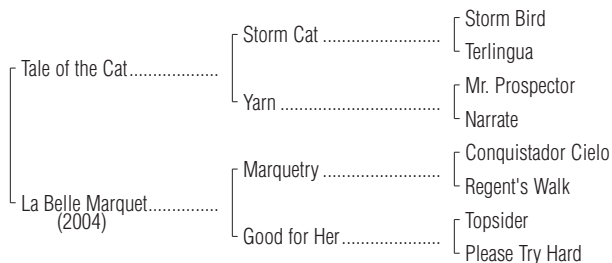 Storm Bird
Storm Cat ........................
Terlingua
Tale of the Cat..................
Mr. Prospector
Yarn .................................
Narrate
Conquistador Cielo
Marquetry ........................
Regent's Walk
La Belle Marquet..............
(2004)
Topsider
Good for Her....................
Please Try Hard